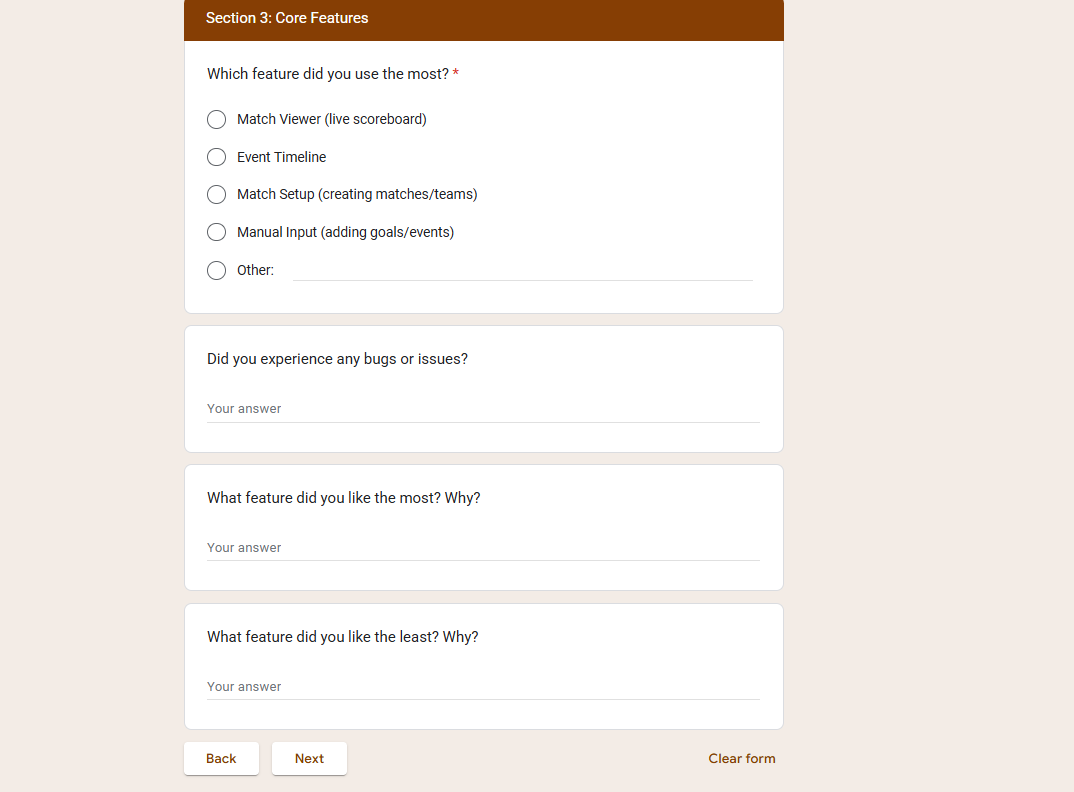 Section 3: Core Features
Which feature did you use the most? *
Match Viewer (live scoreboard)
Event Timeline
Match Setup (creating matches/teams)
Manual Input (adding goals/events)
Other:
Did you experience any bugs or issues?
Your answer
What feature did you like the most? Why?
Your answer
What feature did you like the least? Why?
Your answer
Back Next Clear form